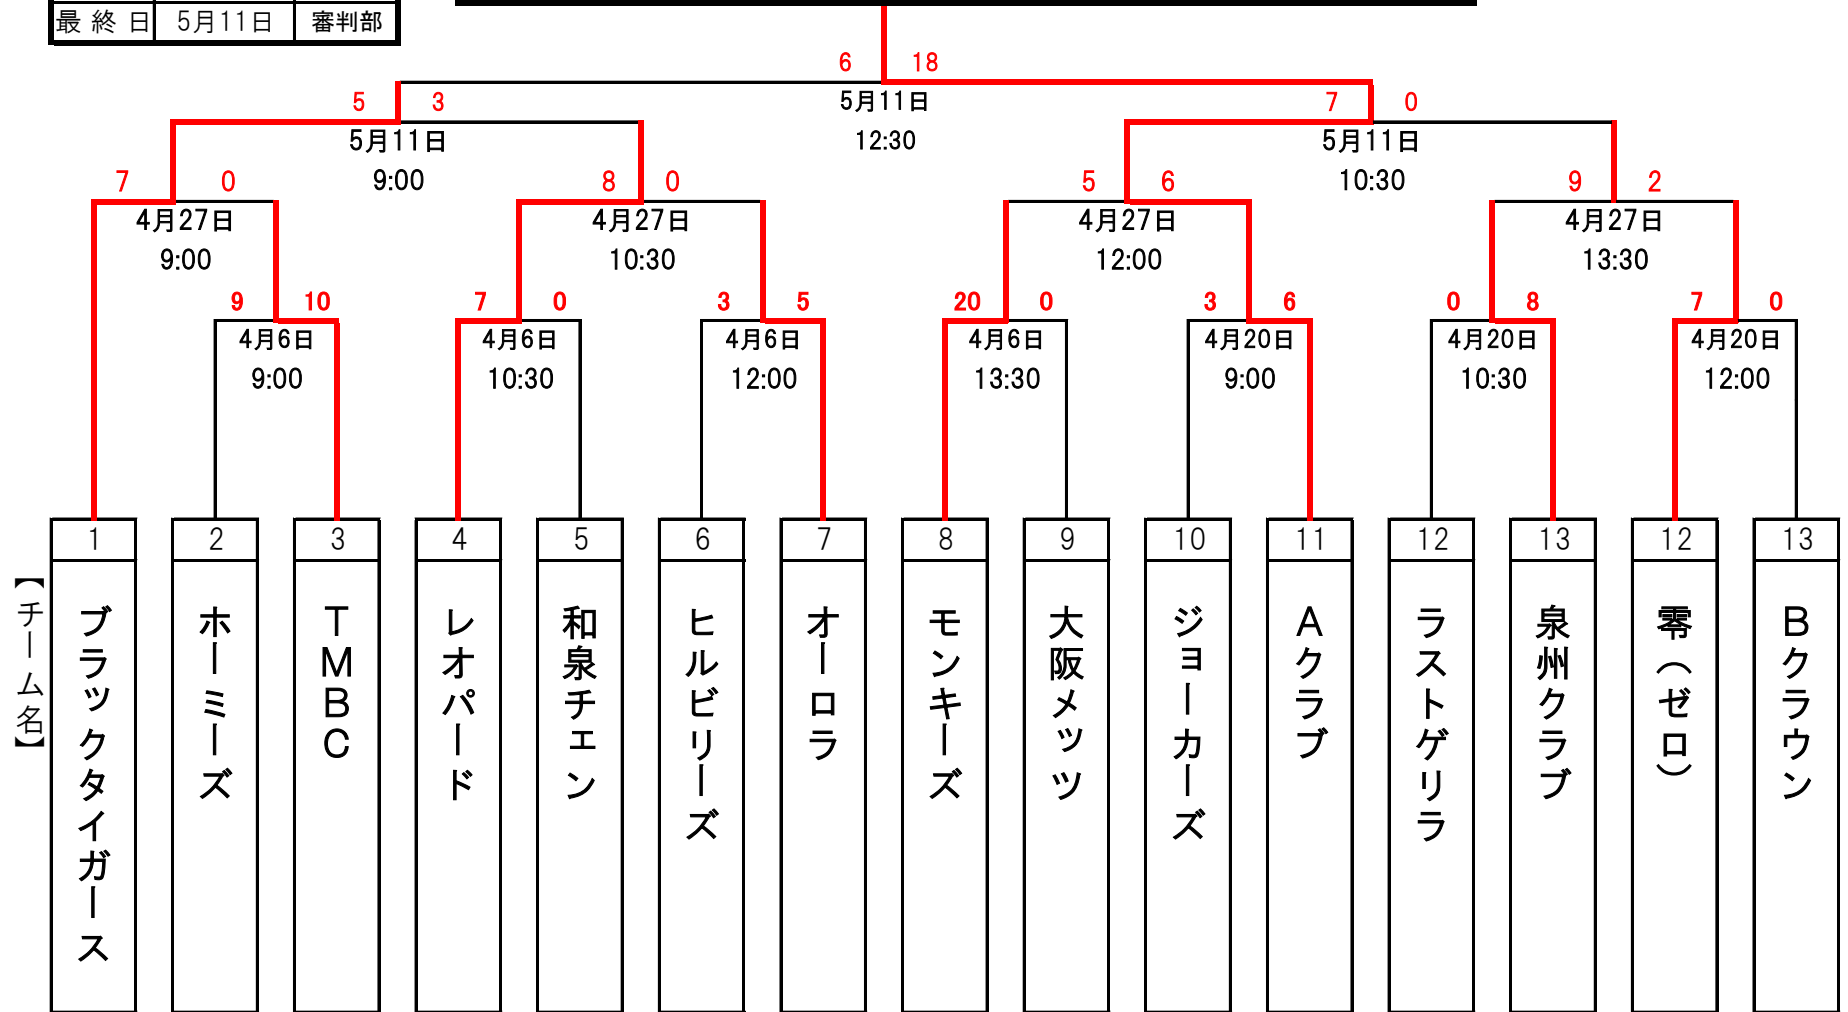 最終日 5月11日 審判部
6 18
5月11日
12:30
5 3
5月11日
9:00
7 0
5月11日
10:30
7 0
4月27日
9:00
8 0
4月27日
10:30
5 6
4月27日
12:00
9 2
4月27日
13:30
9 10
4月6日
9:00
7 0
4月6日
10:30
3 5
4月6日
12:00
20 0
4月6日
13:30
3 6
4月20日
9:00
0 8
4月20日
10:30
7 0
4月20日
12:00
1 2 3 4 5 6 7 8 9 10 11 12 13 12 13
【チーム名】
ブラックタイガース
ホーミーズ
TMBC
レオパード
和泉チェン
ヒルビリーズ
オーロラ
モンキーズ
大阪メッツ
ジョーカーズ
Aクラブ
ラストゲリラ
泉州クラブ
零(ゼロ)
Bクラウン